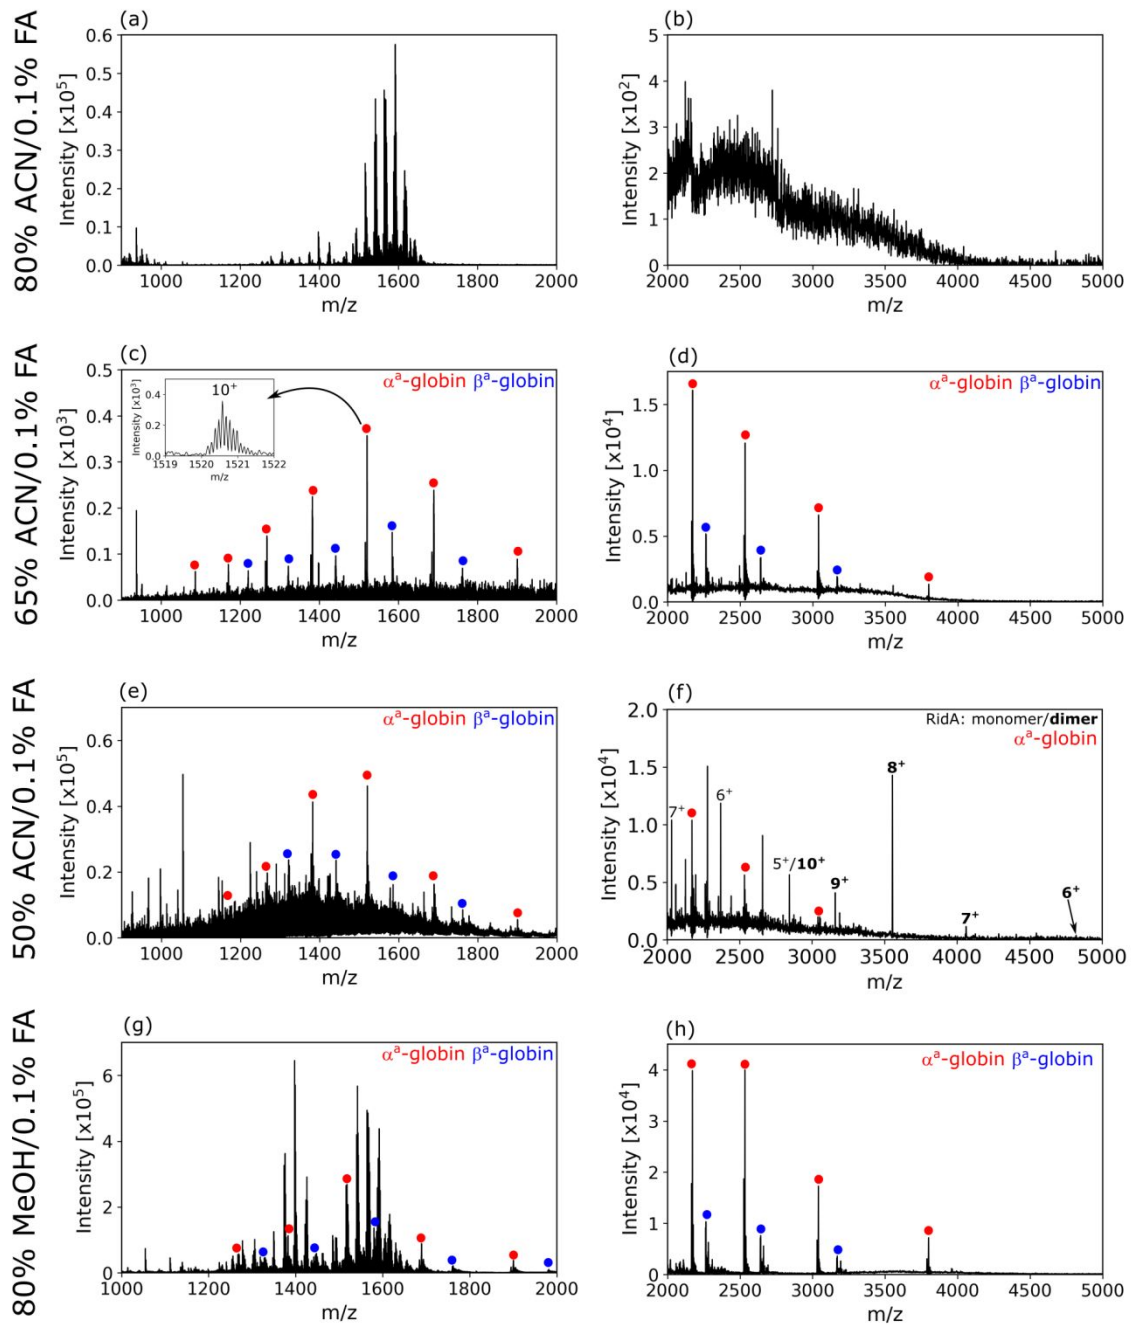 80% ACN/0.1% FA
(a)
Intensity [x10⁵]
0.6
0.5
0.4
0.3
0.2
0.1
0.0
1000 1200 1400 1600 1800 2000
m/z
(b)
Intensity [x10²]
5
4
3
2
1
0
2000 2500 3000 3500 4000 4500 5000
m/z
65% ACN/0.1% FA
(c)
Intensity [x10³]
0.5
0.4
0.3
0.2
0.1
0.0
αᵃ-globin βᵃ-globin
10⁺
Intensity [x10³]
0.4
0.2
0.0
1519 1520 1521 1522
m/z
1000 1200 1400 1600 1800 2000
m/z
(d)
Intensity [x10⁴]
1.5
1.0
0.5
0.0
αᵃ-globin βᵃ-globin
2000 2500 3000 3500 4000 4500 5000
m/z
50% ACN/0.1% FA
(e)
Intensity [x10⁵]
0.6
0.4
0.2
0.0
αᵃ-globin βᵃ-globin
1000 1200 1400 1600 1800 2000
m/z
(f)
Intensity [x10⁴]
2.0
1.5
1.0
0.5
0.0
RidA: monomer/dimer
αᵃ-globin
7⁺
6⁺
5⁺/10⁺
9⁺
8⁺
7⁺
6⁺
2000 2500 3000 3500 4000 4500 5000
m/z
80% MeOH/0.1% FA
(g)
Intensity [x10⁵]
6
4
2
0
αᵃ-globin βᵃ-globin
1000 1200 1400 1600 1800 2000
m/z
(h)
Intensity [x10⁴]
4
3
2
1
0
αᵃ-globin βᵃ-globin
2000 2500 3000 3500 4000 4500 5000
m/z